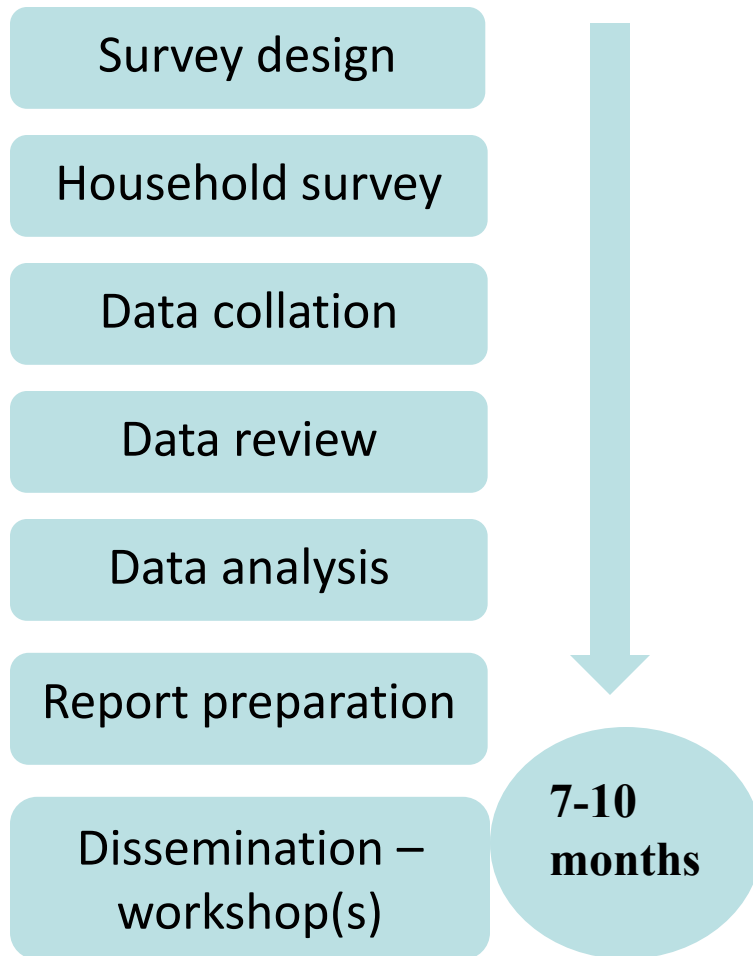 Survey design
Household survey
Data collation
Data review
Data analysis
Report preparation
Dissemination –
workshop(s)
7-10
months